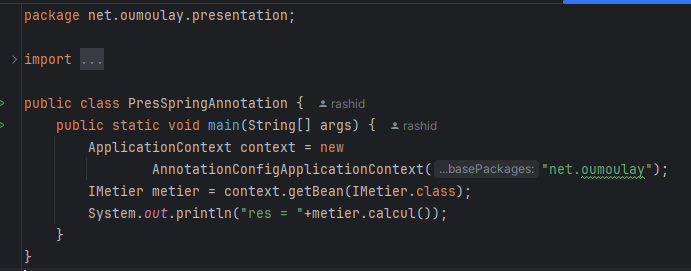 package net.oumoulay.presentation;
import ...
public class PresSpringAnnotation { rashid
public static void main(String[] args) { rashid
ApplicationContext context = new
AnnotationConfigApplicationContext( ...basePackages: "net.oumoulay");
IMetier metier = context.getBean(IMetier.class);
System.out.println("res = "+metier.calcul());
}
}